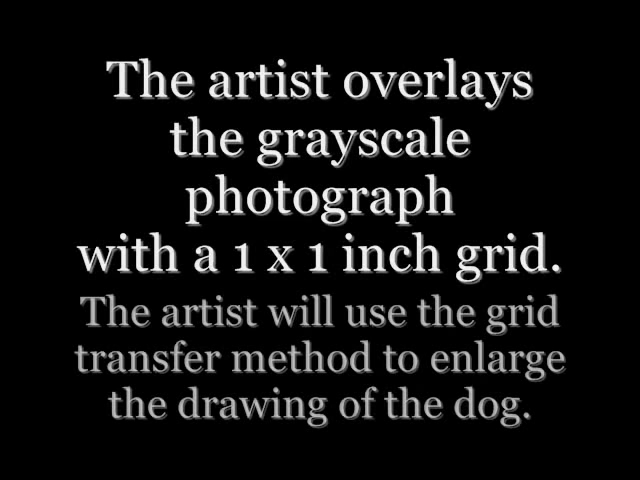 The artist overlays
the grayscale
photograph
with a 1 x 1 inch grid.
The artist will use the grid
transfer method to enlarge
the drawing of the dog.